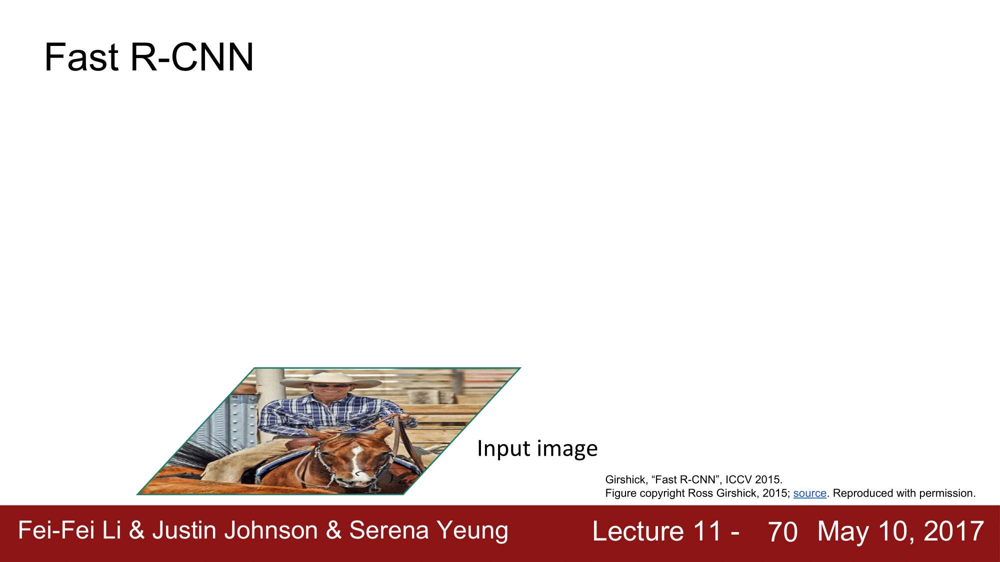 Fast R-CNN
Input image
Girshick, “Fast R-CNN”, ICCV 2015.
Figure copyright Ross Girshick, 2015; source. Reproduced with permission.
Fei-Fei Li & Justin Johnson & Serena Yeung Lecture 11 - 70 May 10, 2017